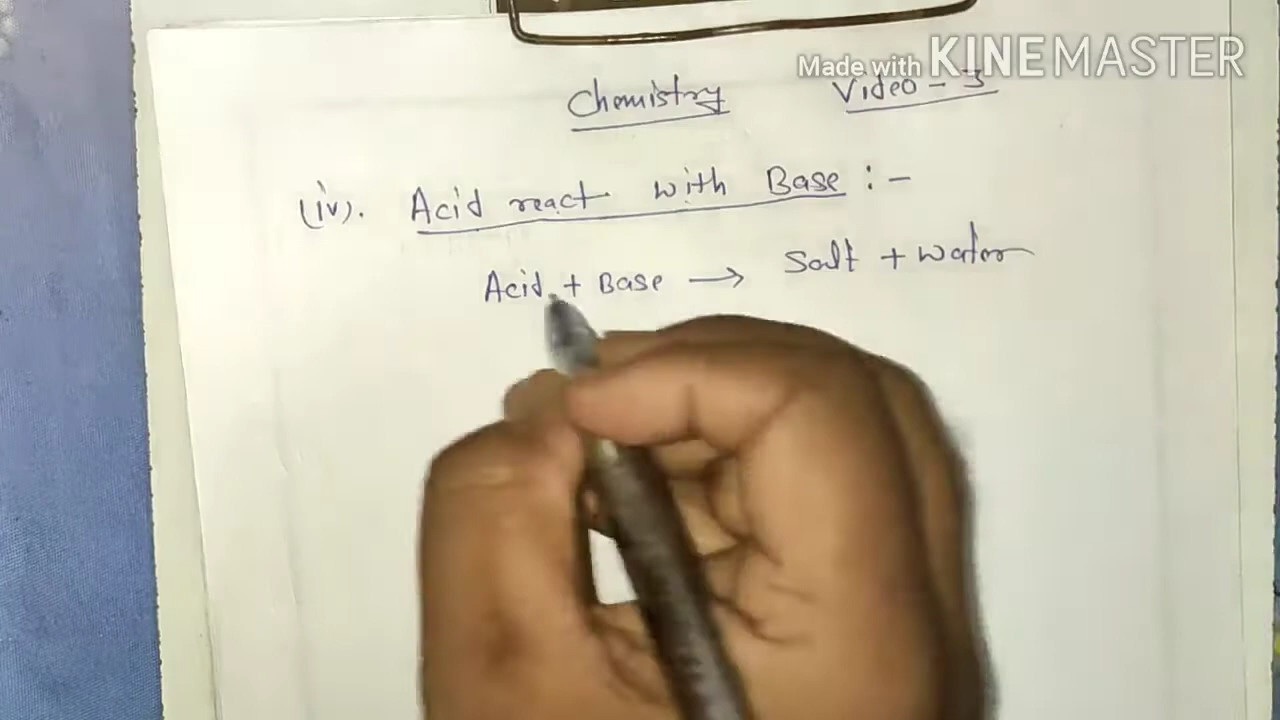 Made with KINEMASTER
Chemistry Video - 3
(iv). Acid react with Base :-
Acid + Base → Salt + water